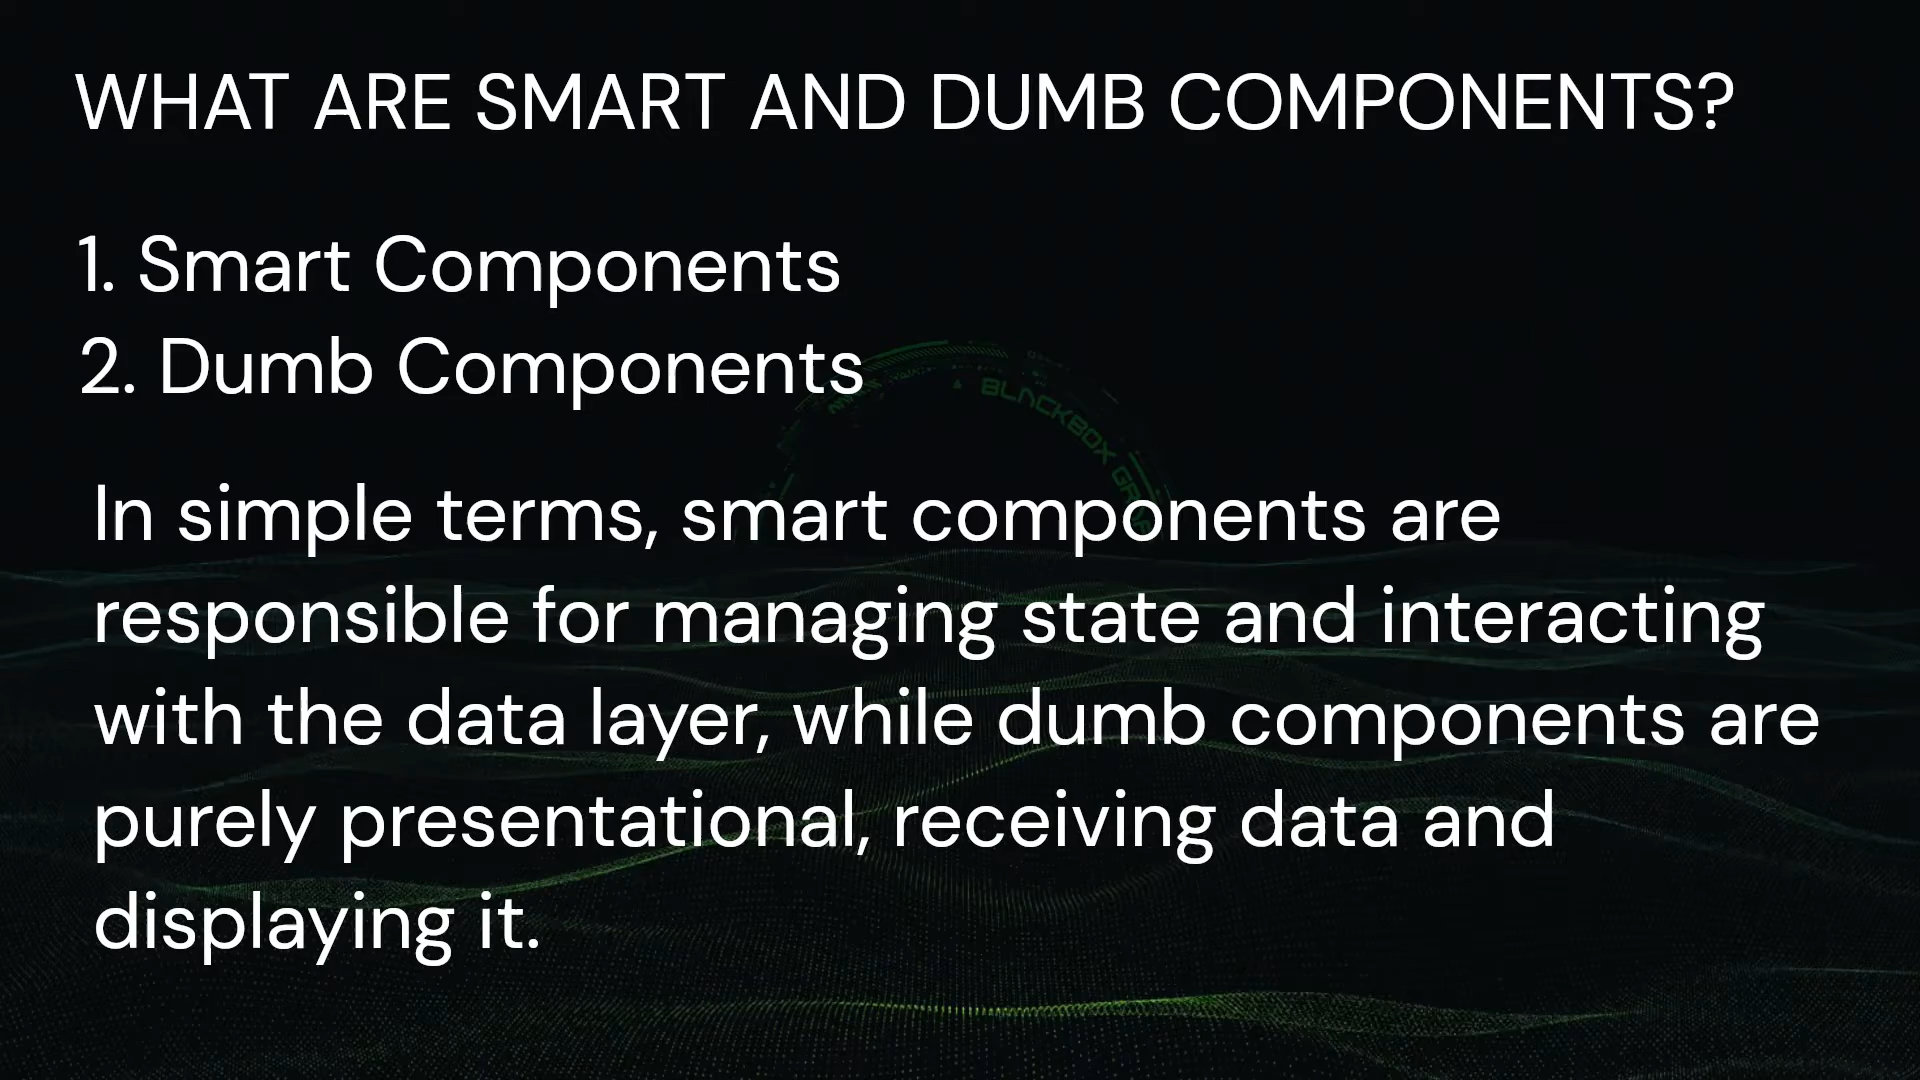 WHAT ARE SMART AND DUMB COMPONENTS?
1. Smart Components
2. Dumb Components
BLACKBOX
In simple terms, smart components are
responsible for managing state and interacting
with the data layer, while dumb components are
purely presentational, receiving data and
displaying it.